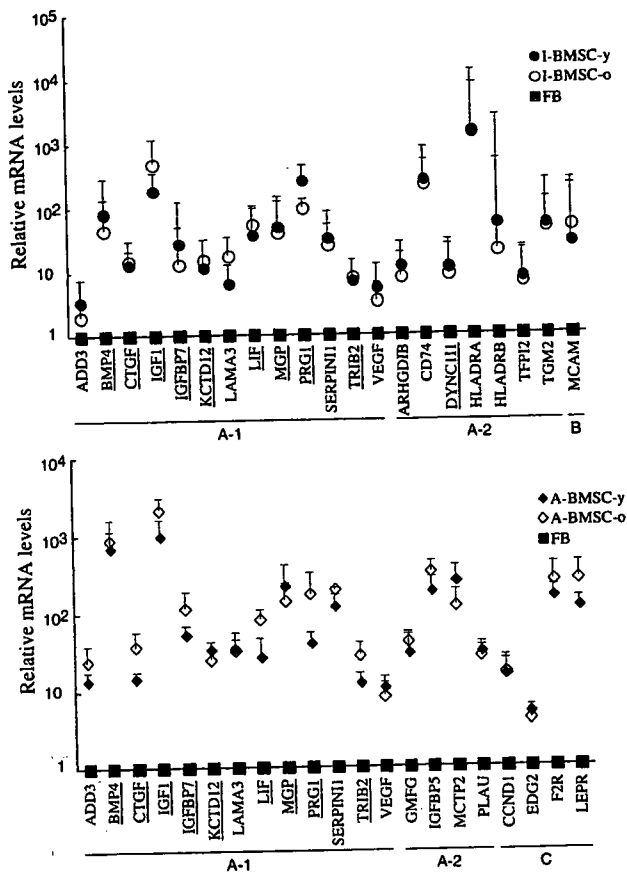 10⁵
10⁴
10³
10²
10
1
Relative mRNA levels
I-BMSC-y
I-BMSC-o
FB
ADD3
BMP4
CTGF
IGF1
IGFBP7
KCTD12
LAMA3
LIF
MGP
PRG1
SERPINI1
TRIB2
VEGF
ARHGDIB
CD74
DYNC1I1
HLADRA
HLADRB
TFPI2
TGM2
MCAM
A-1
A-2
B
10⁴
10³
10²
10
1
Relative mRNA levels
A-BMSC-y
A-BMSC-o
FB
ADD3
BMP4
CTGF
IGF1
IGFBP7
KCTD12
LAMA3
LIF
MGP
PRG1
SERPINI1
TRIB2
VEGF
GMFG
IGFBP5
MCTP2
PLAU
CCND1
EDG2
F2R
LEPR
A-1
A-2
C